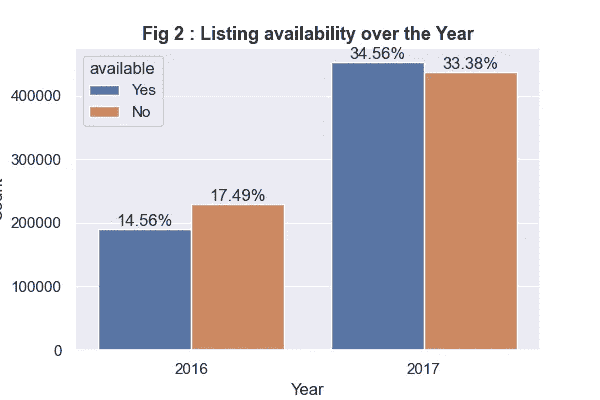 Fig 2 : Listing availability over the Year
available
Yes
No
14.56%
17.49%
34.56%
33.38%
400000
300000
200000
100000
0
2016
2017
Year